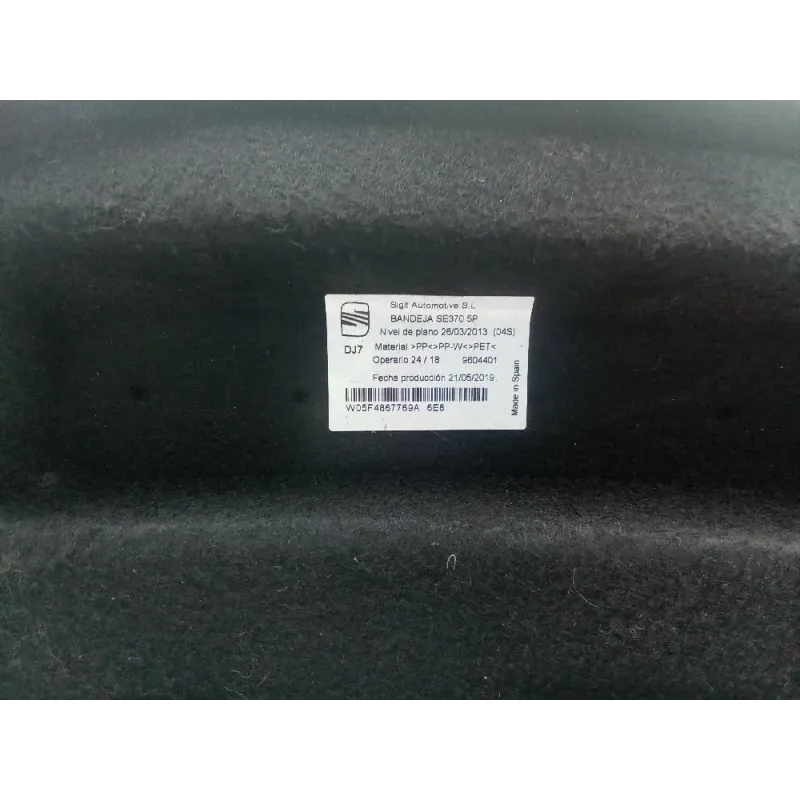 Sigit Automotive S.L
BANDEJA SE370 5P
Nivel de plano 26/03/2013 (04S)
DJ7 Material >PP<>PP-W<>PET<
Operario 24 / 18 9804401
Fecha producción 21/05/2019.
W05F4867769A 6E8
Made in Spain